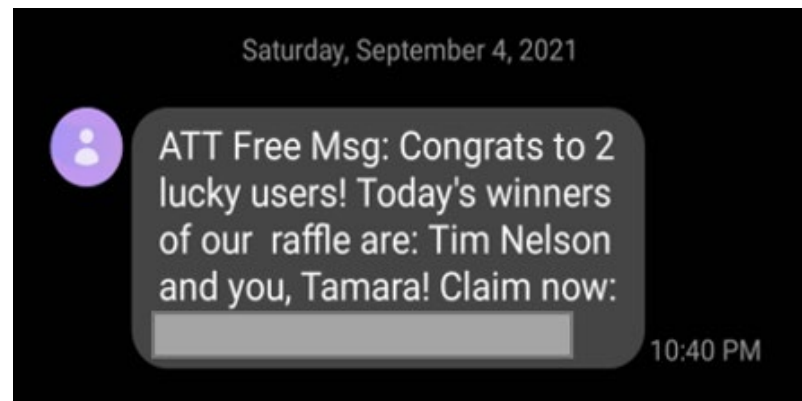 Saturday, September 4, 2021
ATT Free Msg: Congrats to 2
lucky users! Today's winners
of our raffle are: Tim Nelson
and you, Tamara! Claim now:
10:40 PM